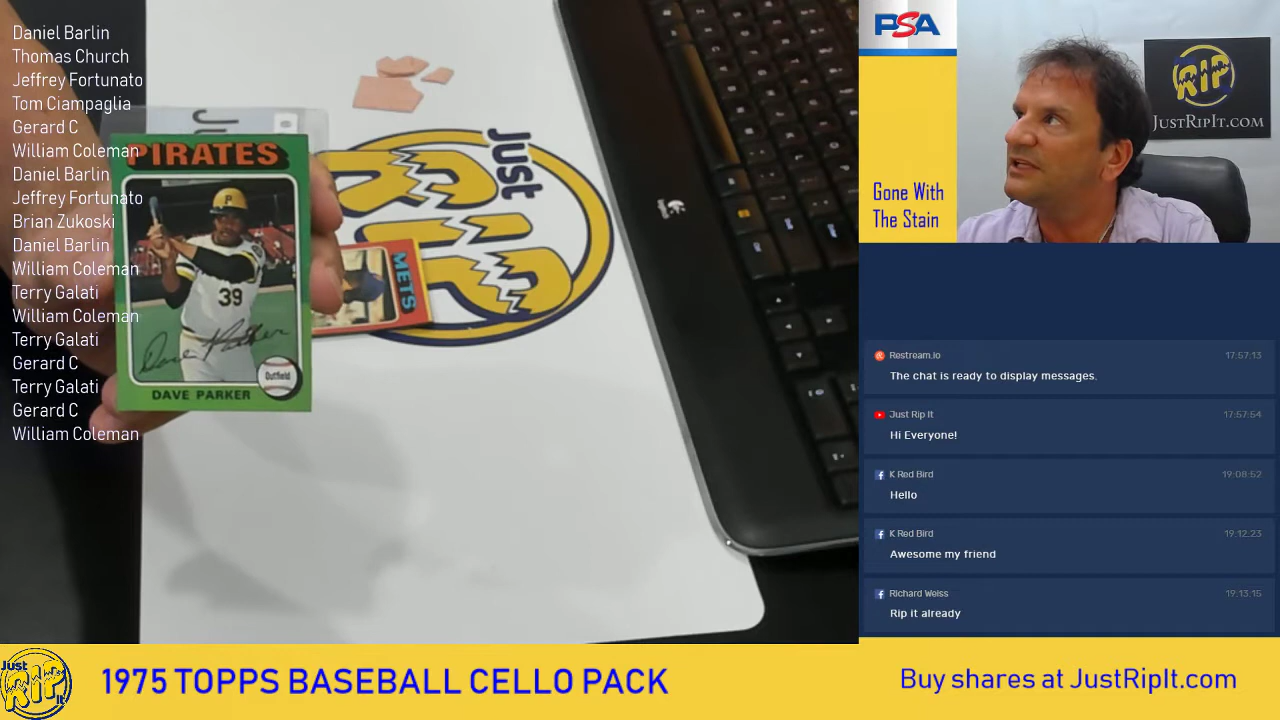 Daniel Barlin
Thomas Church
Jeffrey Fortunato
Tom Ciampaglia
Gerard C
William Coleman
Daniel Barlin
Jeffrey Fortunato
Brian Zukoski
Daniel Barlin
William Coleman
Terry Galati
William Coleman
Terry Galati
Gerard C
Terry Galati
Gerard C
William Coleman
PIRATES
39
Dave Parker
Outfield
DAVE PARKER
METS
JUST
RIP
IT
PSA
Gone With
The Stain
RIP
JUSTRIPIT.COM
Restream.io 17:57:13
The chat is ready to display messages.
Just Rip It 17:57:54
Hi Everyone!
K Red Bird 19:08:52
Hello
K Red Bird 19:12:23
Awesome my friend
Richard Weiss 19:13:15
Rip it already
Just
RIP
It
1975 TOPPS BASEBALL CELLO PACK
Buy shares at JustRipIt.com